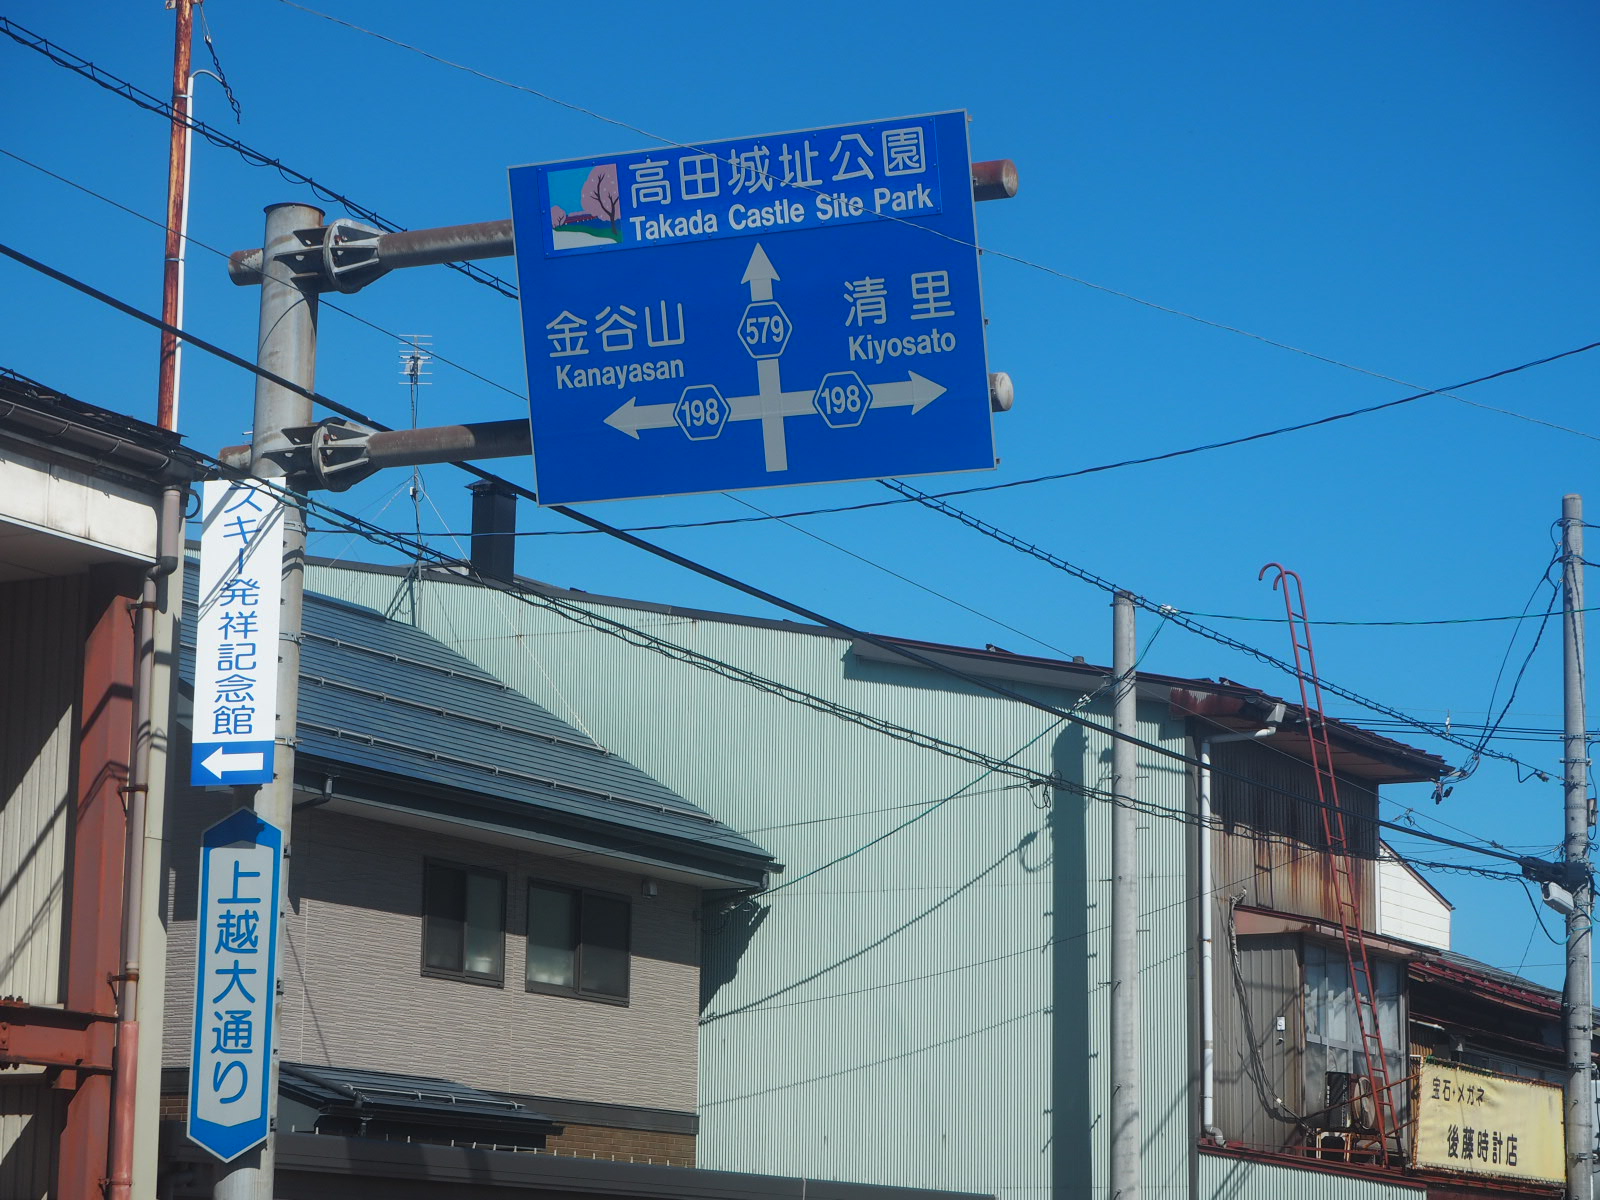 高田城址公園
Takada Castle Site Park
金谷山
Kanayasan
579
清里
Kiyosato
198
198
スキー発祥記念館
上越大通り
宝石・メガネ
後藤時計店